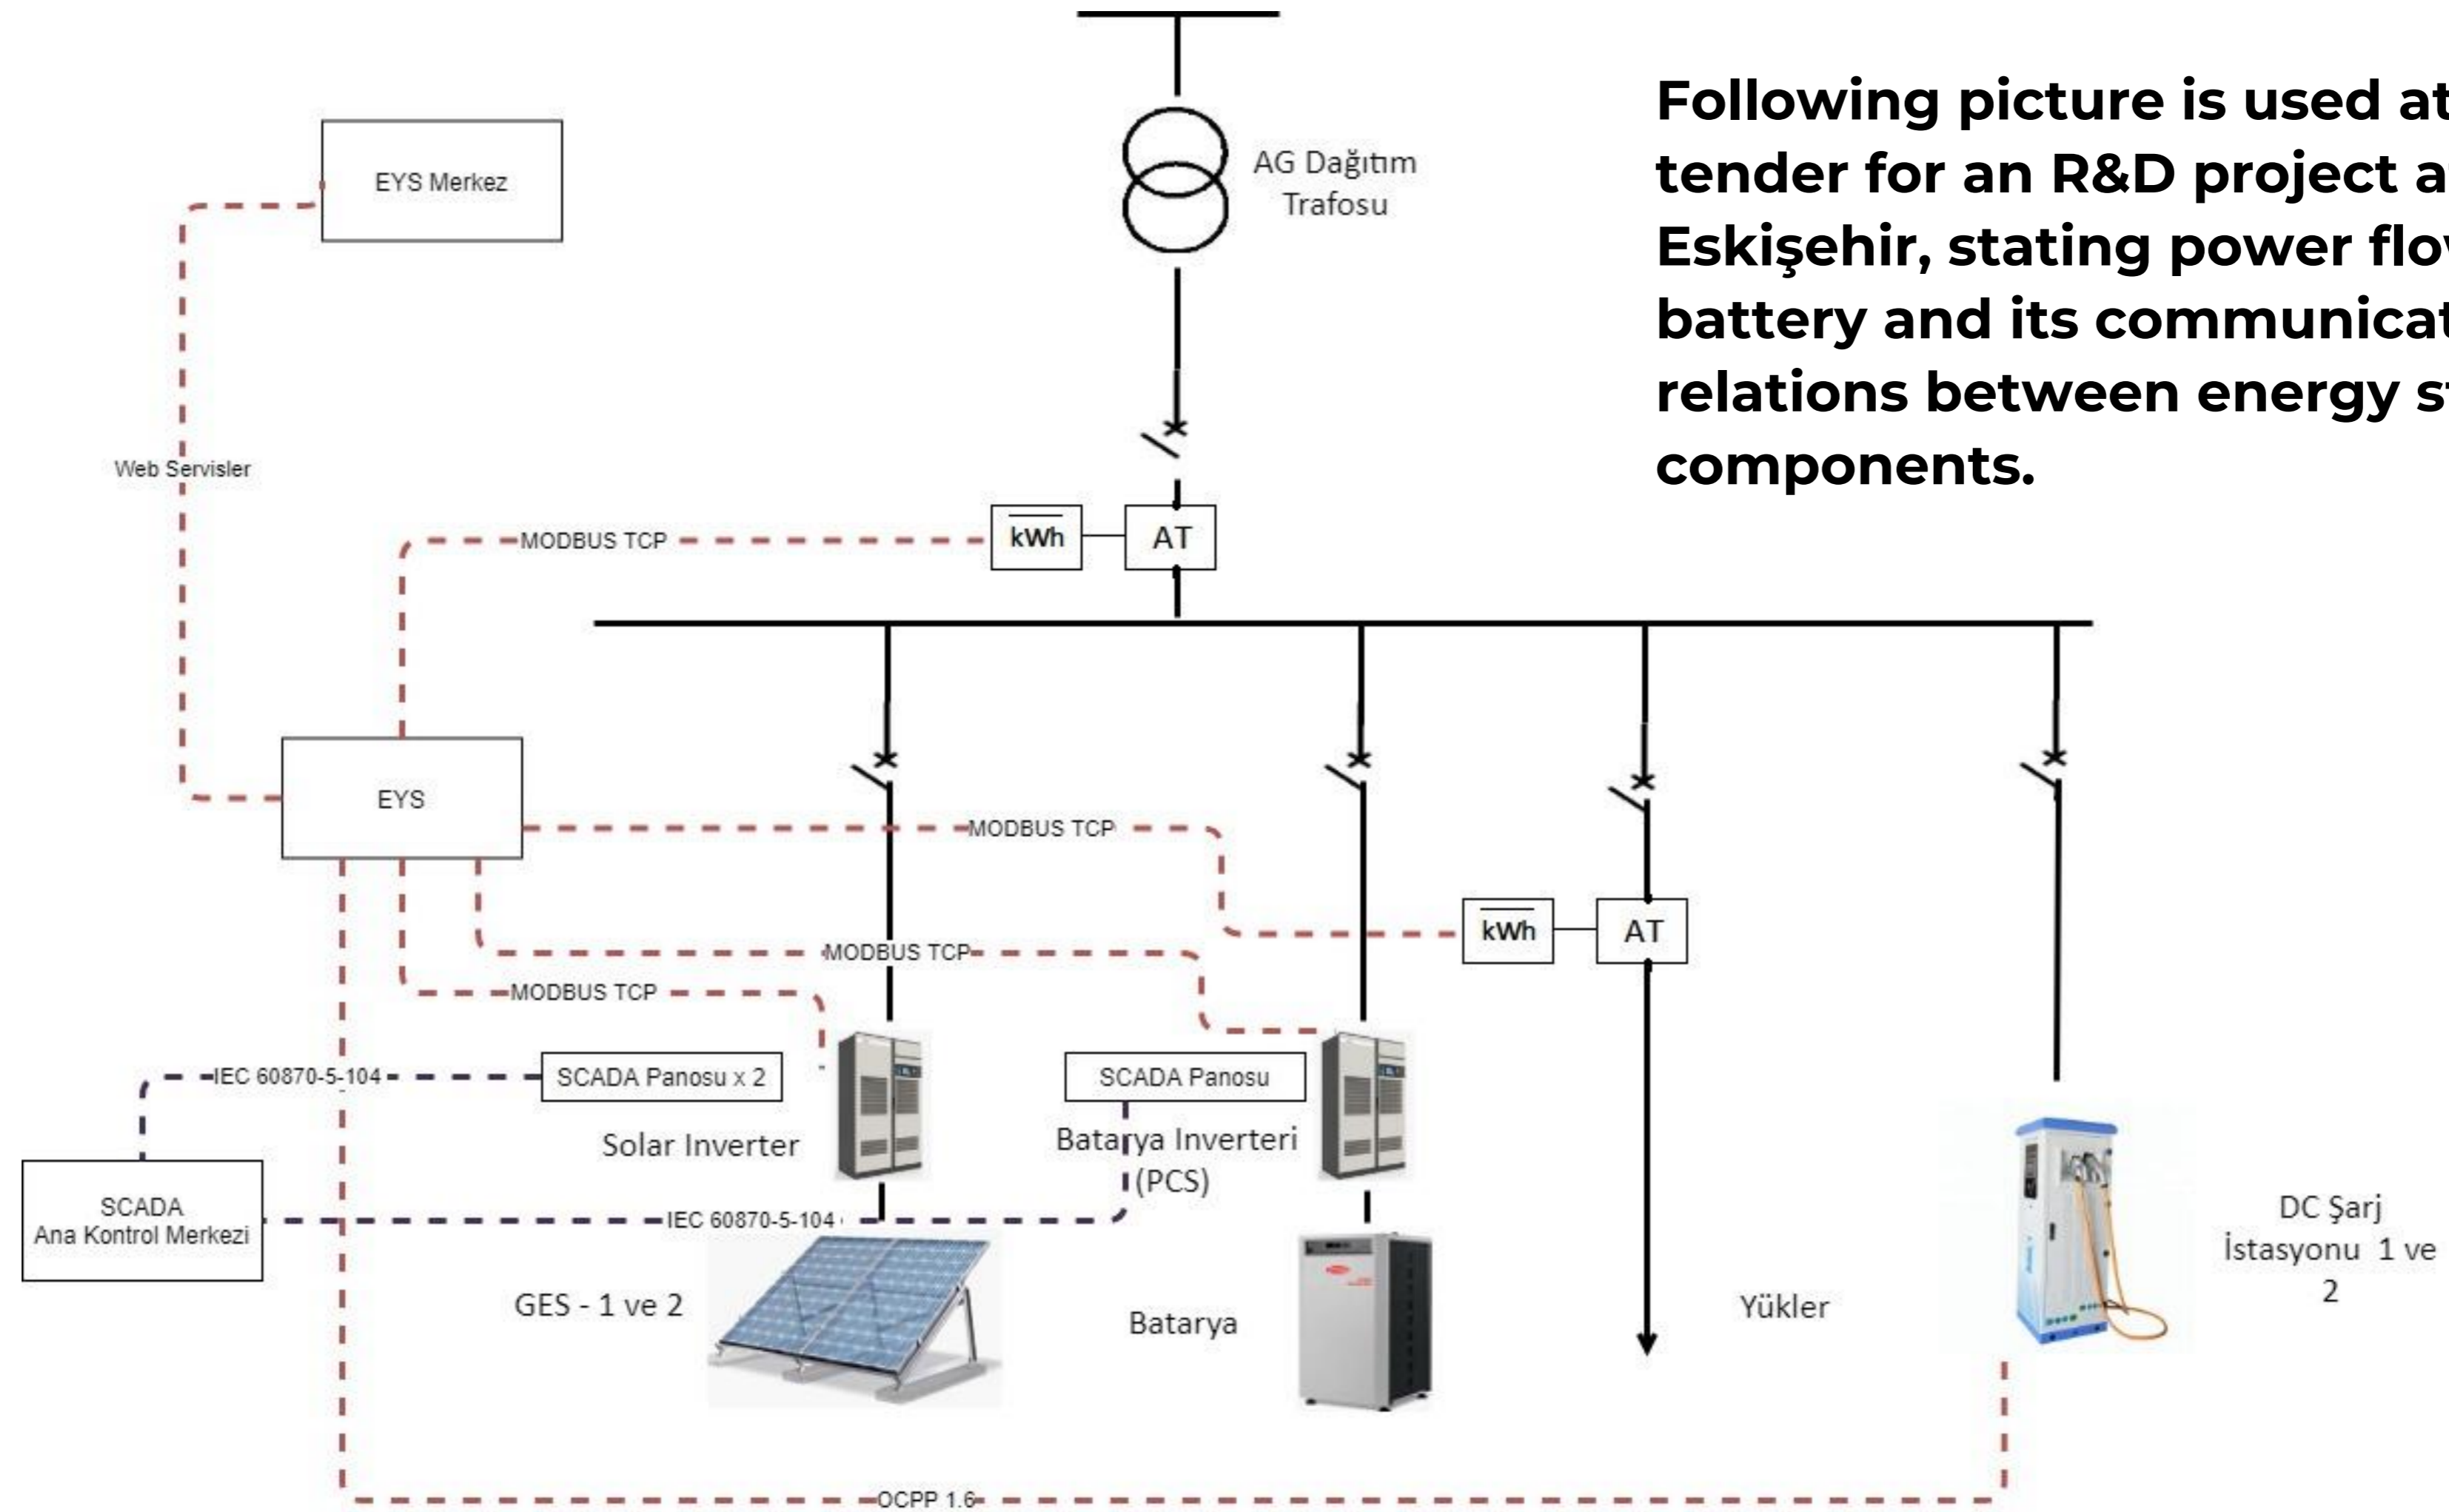 Following picture is used at
tender for an R&D project a
Eskişehir, stating power flo
battery and its communicat
relations between energy st
components.
AG Dağıtım
Trafosu
EYS Merkez
Web Servisler
MODBUS TCP
kWh
AT
EYS
MODBUS TCP
kWh
AT
MODBUS TCP
MODBUS TCP
IEC 60870-5-104
SCADA Panosu x 2
SCADA Panosu
Solar Inverter
Batarya Inverteri
(PCS)
SCADA
Ana Kontrol Merkezi
IEC 60870-5-104
GES - 1 ve 2
Batarya
Yükler
DC Şarj
İstasyonu 1 ve
2
OCPP 1.6